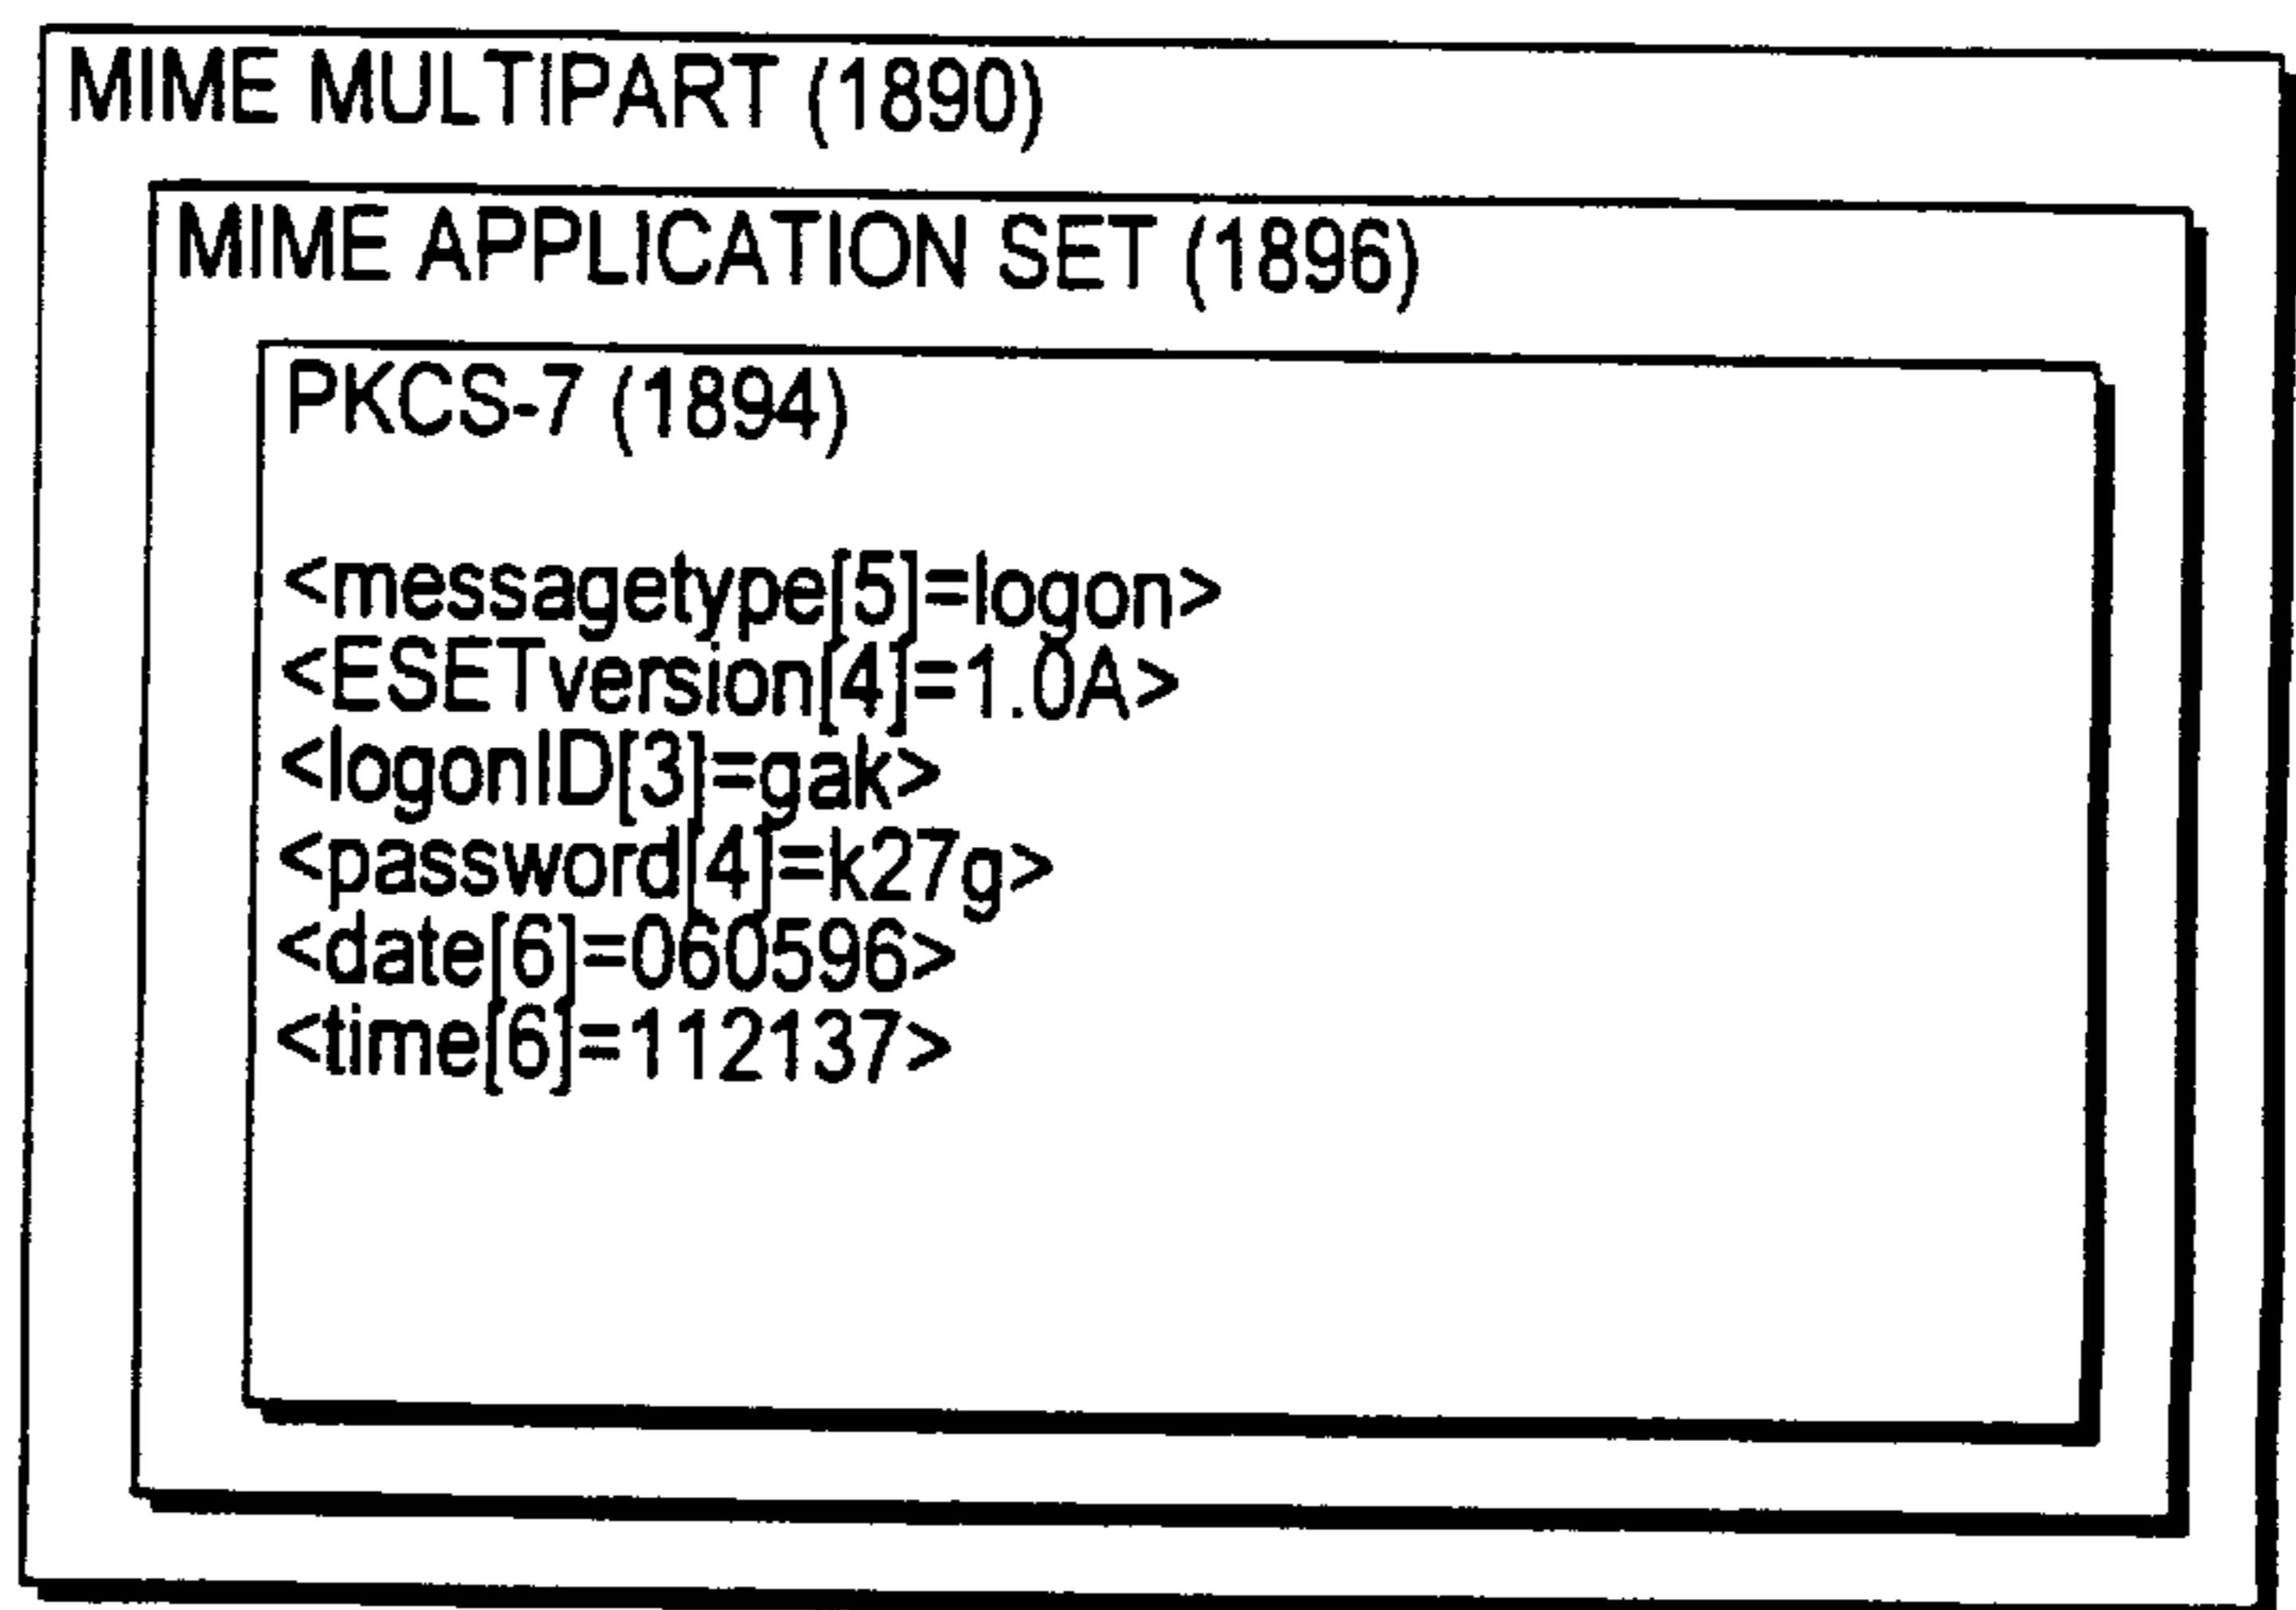 MIME MULTIPART (1890)
MIME APPLICATION SET (1896)
PKCS-7 (1894)
<messagetype[5]=logon>
<ESETversion[4]=1.0A>
<logonID[3]=gak>
<password[4]=k27g>
<date[6]=060596>
<time[6]=112137>